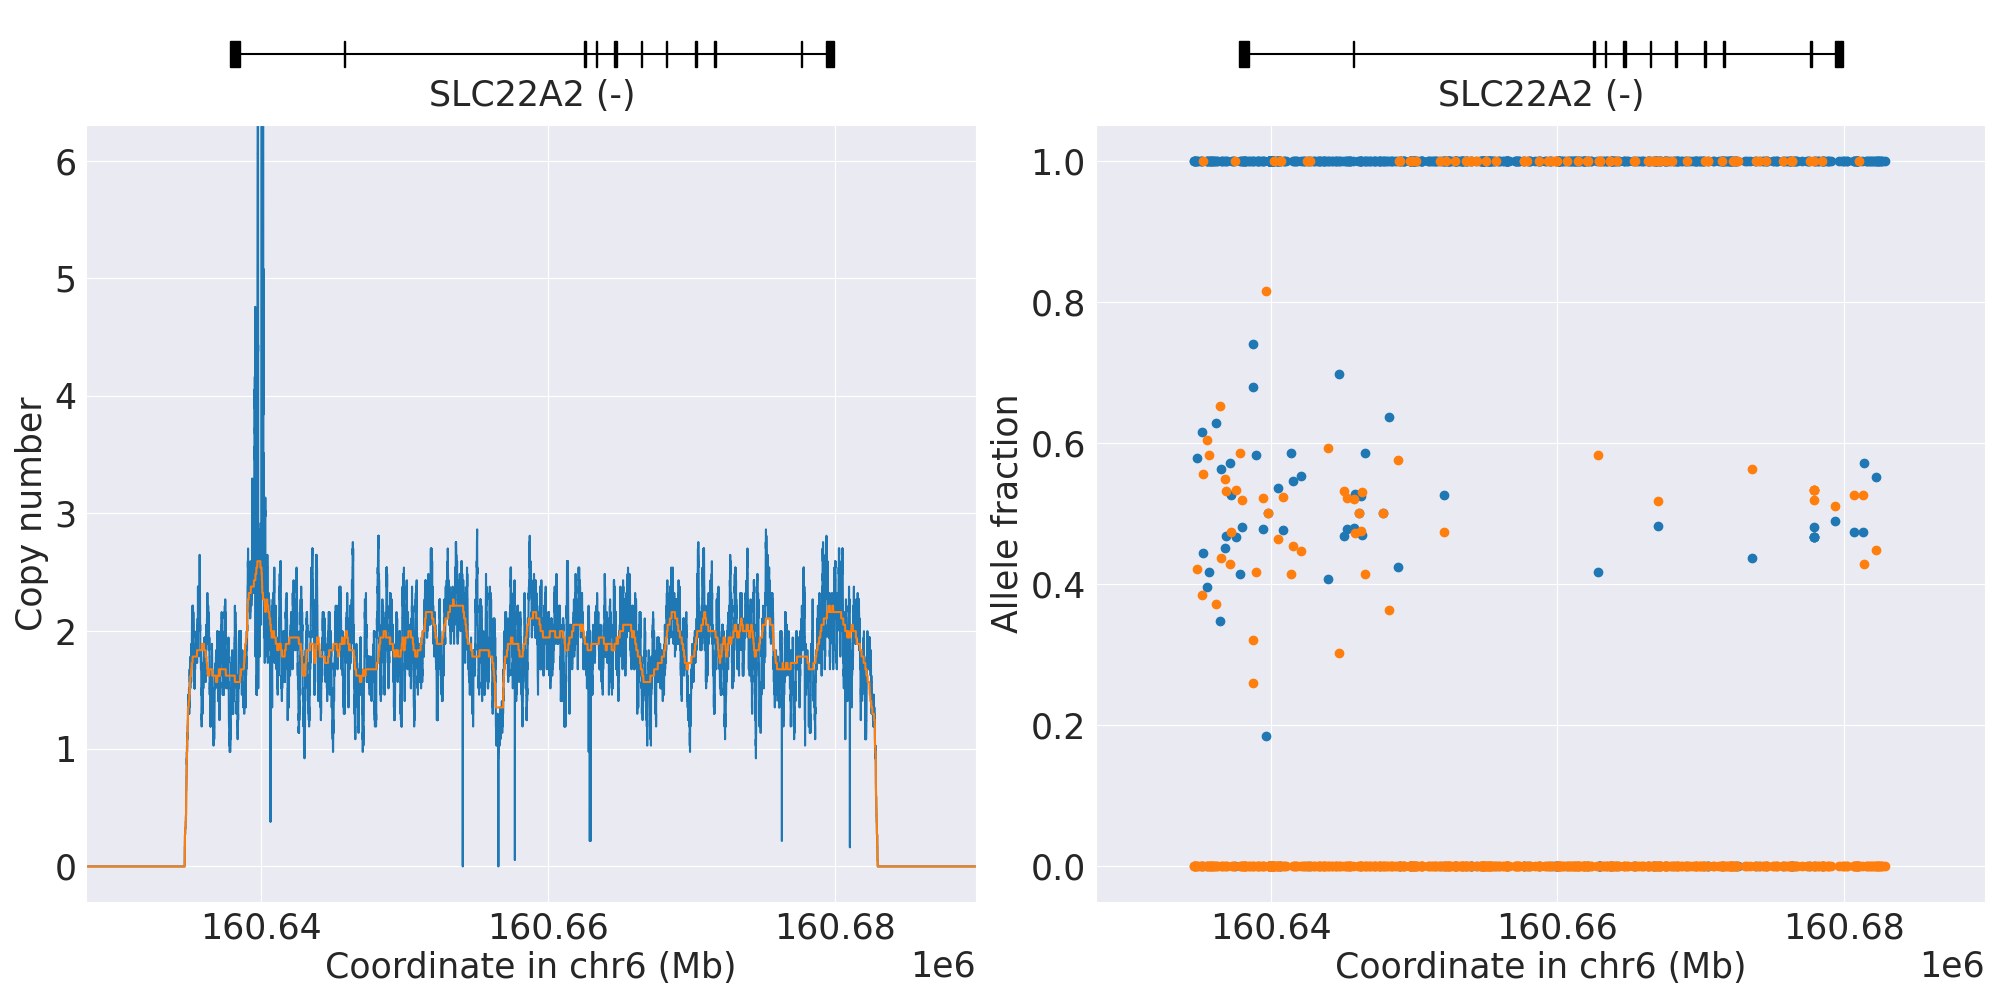 SLC22A2 (-)
6
5
4
3
2
1
0
Copy number
160.64
160.66
160.68
Coordinate in chr6 (Mb)
1e6
SLC22A2 (-)
1.0
0.8
0.6
0.4
0.2
0.0
Allele fraction
160.64
160.66
160.68
Coordinate in chr6 (Mb)
1e6